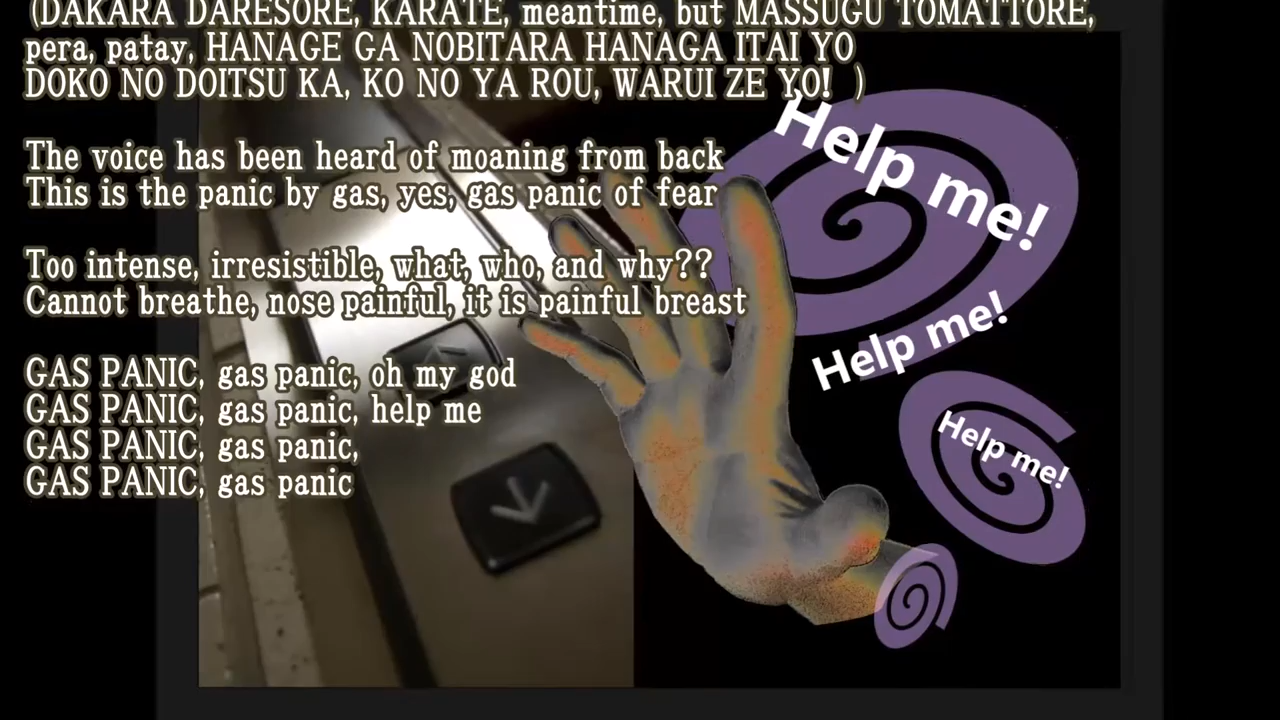 (DAKARA DARESORE, KARATE, meantime, but MASSUGU TOMATTORE,
pera, patay, HANAGE GA NOBITARA HANAGA ITAI YO
DOKO NO DOITSU KA, KO NO YA ROU, WARUI ZE YO! )
The voice has been heard of moaning from back
This is the panic by gas, yes, gas panic of fear
Too intense, irresistible, what, who, and why??
Cannot breathe, nose painful, it is painful breast
GAS PANIC, gas panic, oh my god
GAS PANIC, gas panic, help me
GAS PANIC, gas panic,
GAS PANIC, gas panic
Help me!
Help me!
Help me!